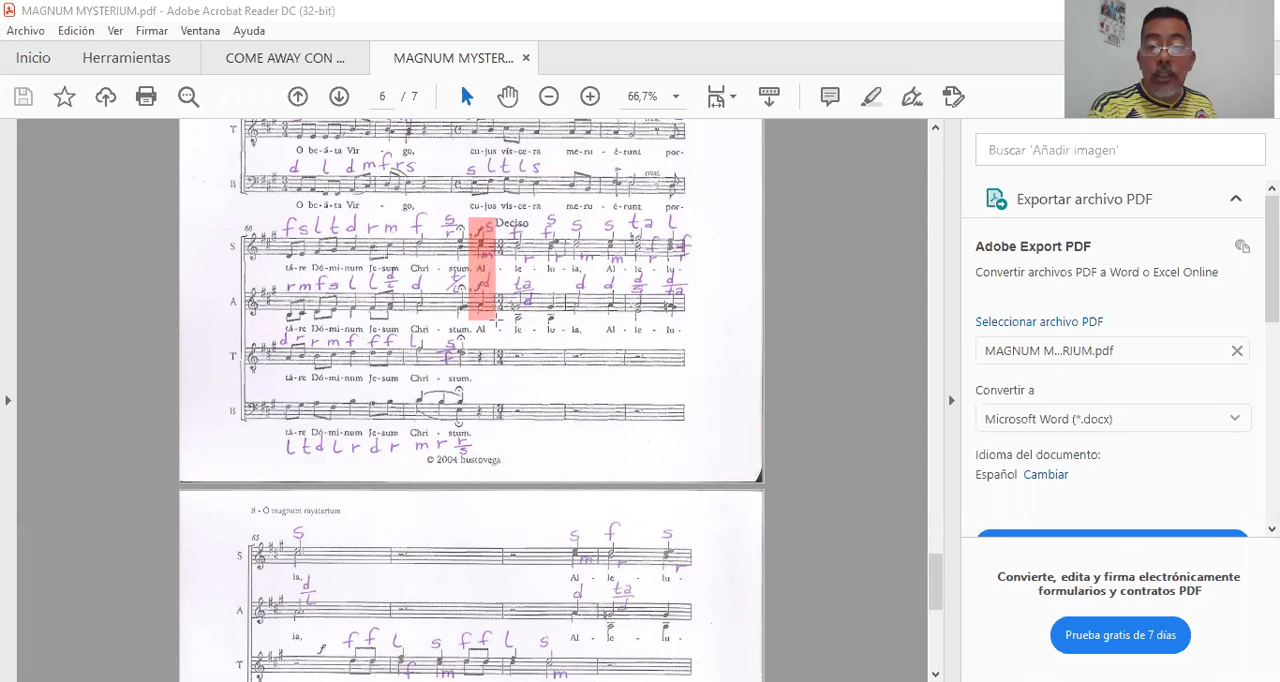 MAGNUM MYSTERIUM.pdf - Adobe Acrobat Reader DC (32-bit)
Archivo Edición Ver Firmar Ventana Ayuda
Inicio Herramientas COME AWAY CON ... MAGNUM MYSTER... ×
6 / 7 66,7%
T
O be-á-ta Vir - go, cu-jus vís-ce-ra me-ru - é-runt por-
d l d m f r s s l t l s
B
O be-á-ta Vir - go, cu-jus vís-ce-ra me-ru - é-runt por-
Deciso
f s l t d r m f
S
tá-re Dó-mi-num Je-sum Chri - stum. Al - le - lu - ia, Al - le - lu -
r m f s l l
A
tá-re Dó-mi-num Je-sum Chri - stum. Al - le - lu - ia, Al - le - lu -
d r r m f f f l
T
tá-re Dó-mi-num Je-sum Chri - stum.
B
tá-re Dó-mi-num Je-sum Chri - stum.
l t d l r d r m r r/s
© 2004 bustovega
8 - O magnum mysterium
65
s s f s
S
m r r
ia, Al - le - lu -
d/l d ta/d
A
ia, Al - le - lu -
f f f l s f f l s
T
f m m
Buscar 'Añadir imagen'
Exportar archivo PDF
Adobe Export PDF
Convertir archivos PDF a Word o Excel Online
Seleccionar archivo PDF
MAGNUM M...RIUM.pdf
Convertir a
Microsoft Word (*.docx)
Idioma del documento:
Español Cambiar
Convierte, edita y firma electrónicamente
formularios y contratos PDF
Prueba gratis de 7 días